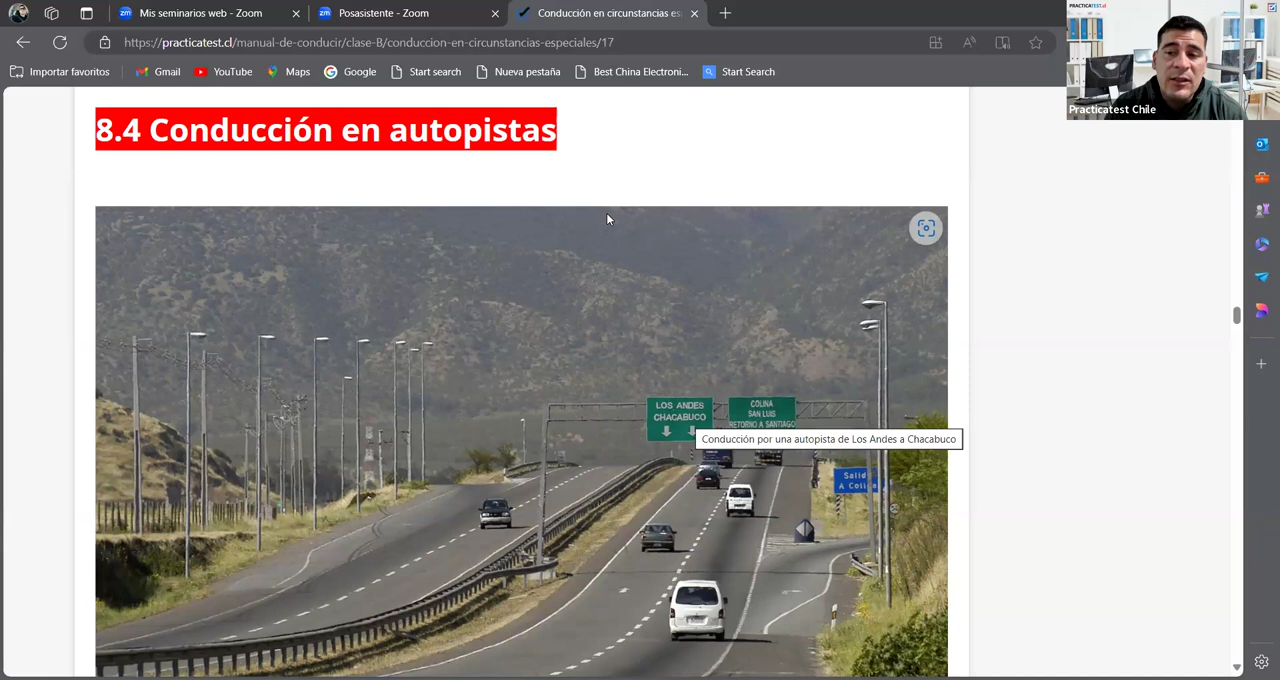 Mis seminarios web - Zoom
Posasistente - Zoom
Conducción en circunstancias es
https://practicatest.cl/manual-de-conducir/clase-B/conduccion-en-circunstancias-especiales/17
Importar favoritos
Gmail
YouTube
Maps
Google
Start search
Nueva pestaña
Best China Electroni...
Start Search
PRACTICATEST.cl
Practicatest Chile
8.4 Conducción en autopistas
LOS ANDES
CHACABUCO
COLINA
SAN LUIS
RETORNO A SANTIAGO
Conducción por una autopista de Los Andes a Chacabuco
Salid
A Coli